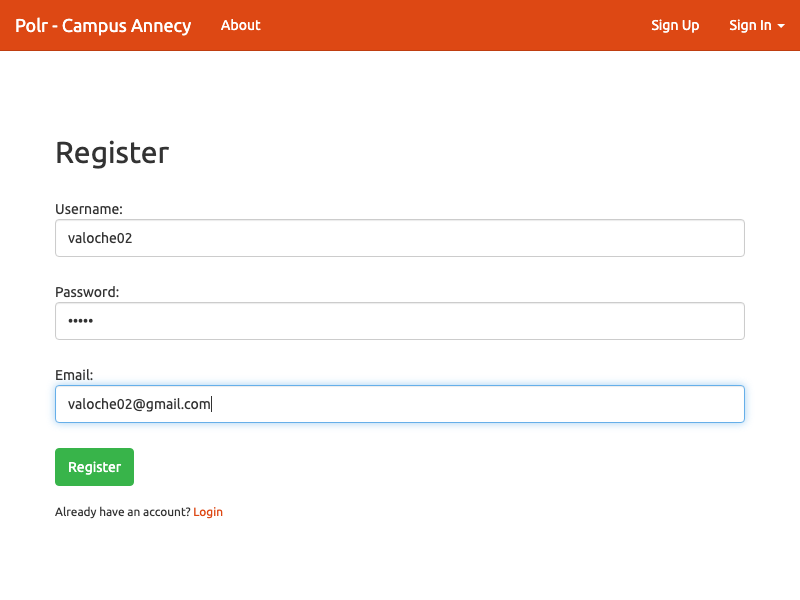 Polr - Campus Annecy About Sign Up Sign In
Register
Username:
valoche02
Password:
•••••
Email:
valoche02@gmail.com
Register
Already have an account? Login